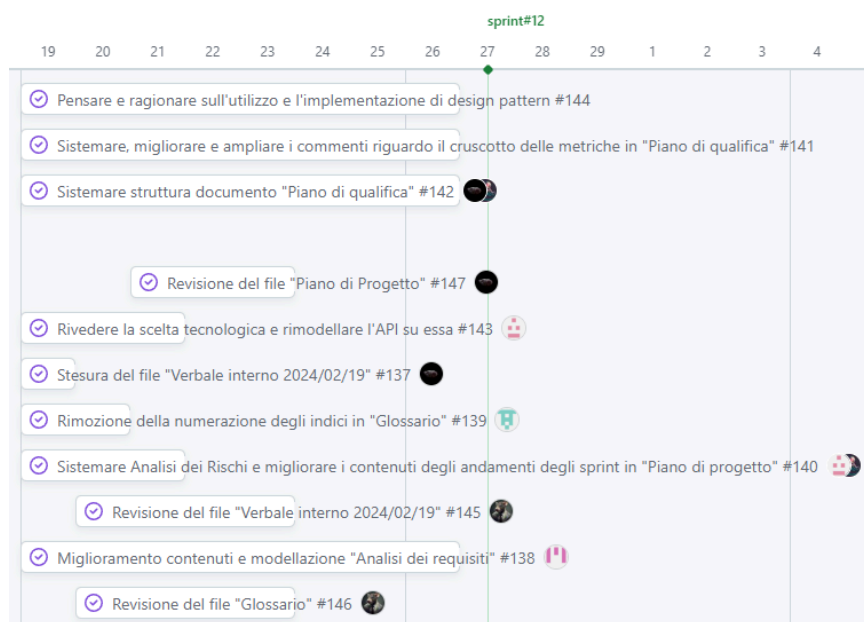 sprint#12
19 20 21 22 23 24 25 26 27 28 29 1 2 3 4
Pensare e ragionare sull'utilizzo e l'implementazione di design pattern #144
Sistemare, migliorare e ampliare i commenti riguardo il cruscotto delle metriche in "Piano di qualifica" #141
Sistemare struttura documento "Piano di qualifica" #142
Revisione del file "Piano di Progetto" #147
Rivedere la scelta tecnologica e rimodellare l'API su essa #143
Stesura del file "Verbale interno 2024/02/19" #137
Rimozione della numerazione degli indici in "Glossario" #139
Sistemare Analisi dei Rischi e migliorare i contenuti degli andamenti degli sprint in "Piano di progetto" #140
Revisione del file "Verbale interno 2024/02/19" #145
Miglioramento contenuti e modellazione "Analisi dei requisiti" #138
Revisione del file "Glossario" #146